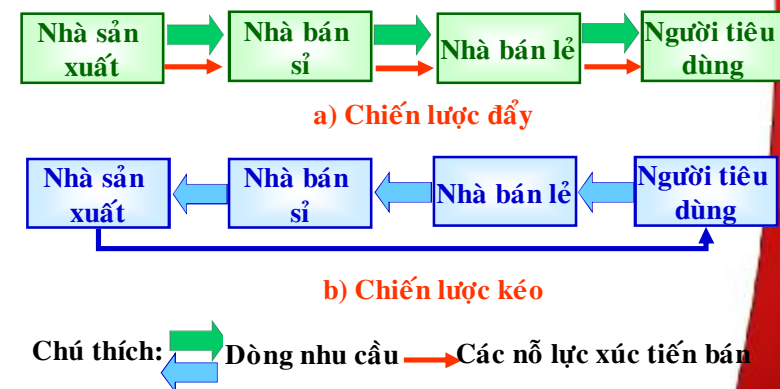 Nhà sản
xuất
Nhà bán
sỉ
Nhà bán lẻ
Người tiêu
dùng
a) Chiến lược đẩy
Nhà sản
xuất
Nhà bán
sỉ
Nhà bán lẻ
Người tiêu
dùng
b) Chiến lược kéo
Chú thích: Dòng nhu cầu Các nỗ lực xúc tiến bán